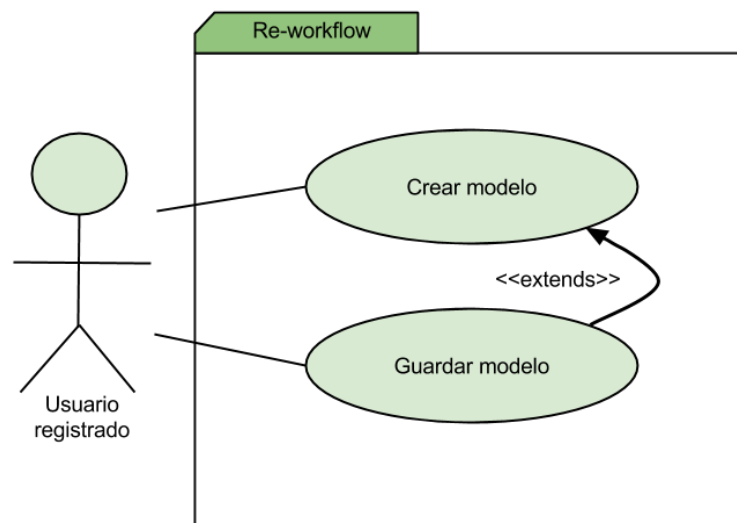 Re-workflow
Crear modelo
<<extends>>
Guardar modelo
Usuario
registrado